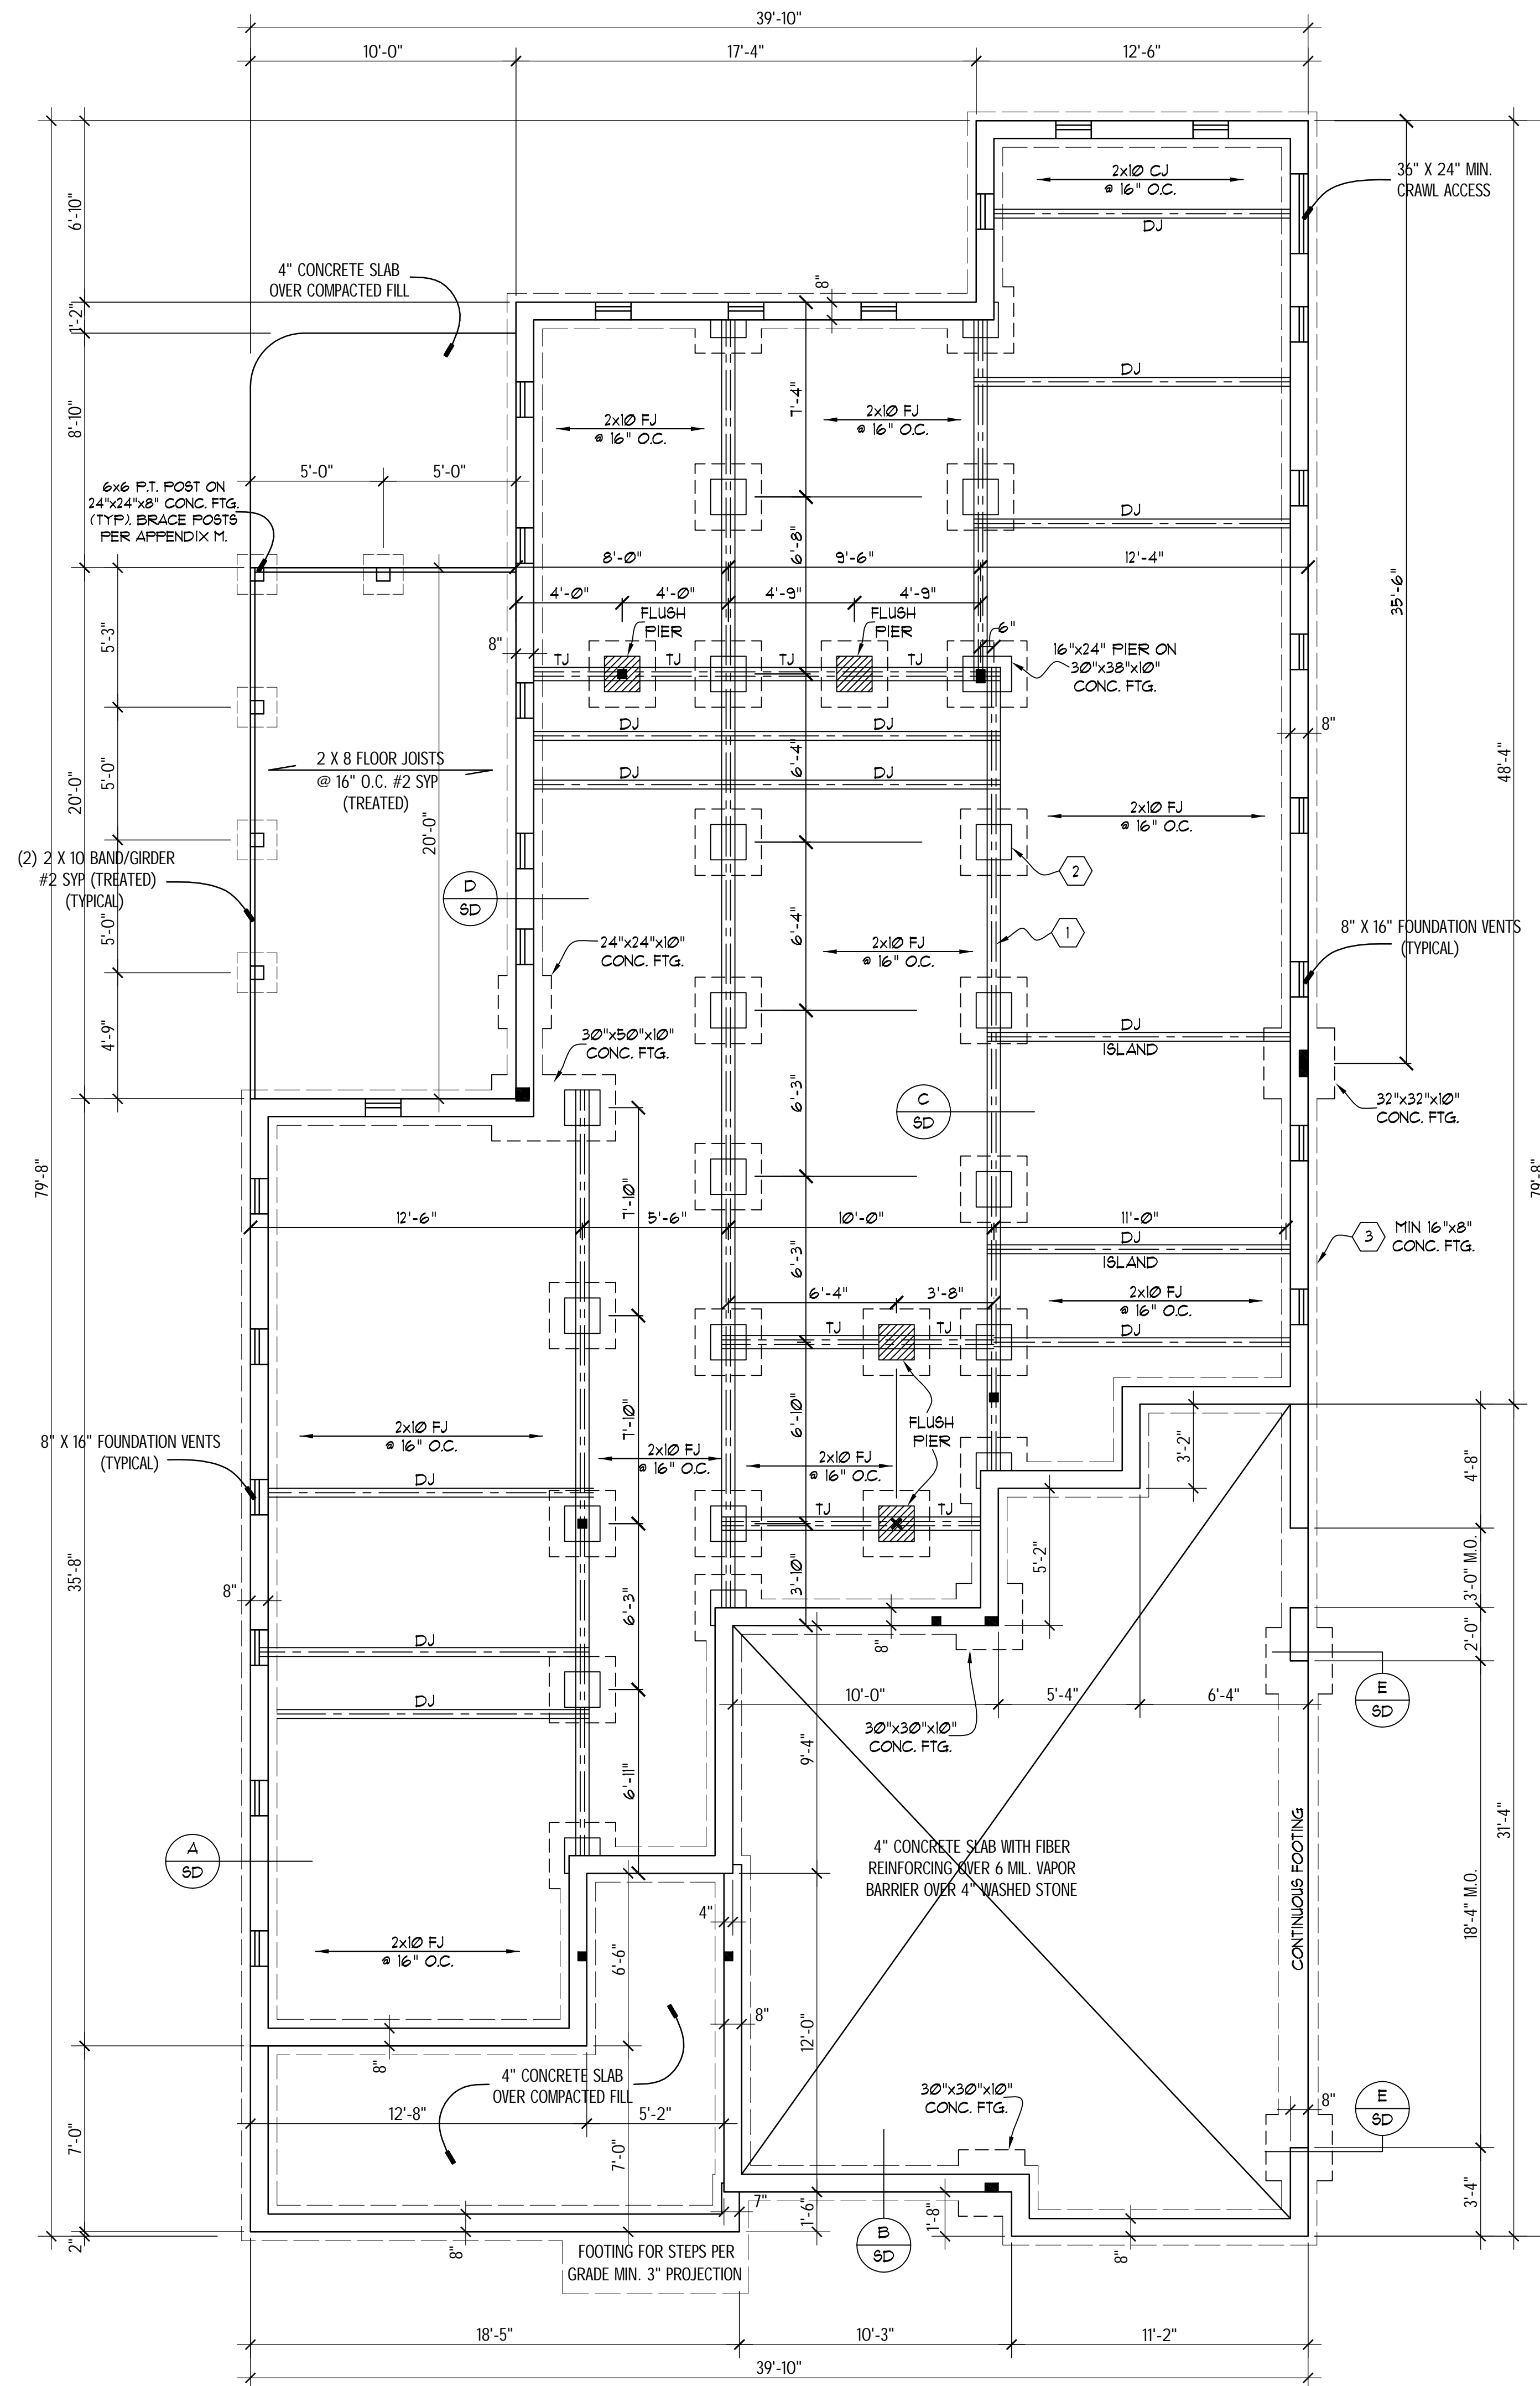 39'-10"
10'-0"
17'-4"
12'-6"
2x10 CJ
@ 16" O.C.
DJ
36" X 24" MIN.
CRAWL ACCESS
6'-10"
4" CONCRETE SLAB
OVER COMPACTED FILL
8"
1'-2"
7'-4"
DJ
8'-10"
2x10 FJ
@ 16" O.C.
2x10 FJ
@ 16" O.C.
5'-0"
5'-0"
6x6 P.T. POST ON
24"x24"x8" CONC. FTG.
(TYP). BRACE POSTS
PER APPENDIX M.
DJ
6'-8"
8'-0"
9'-6"
12'-4"
35'-6"
4'-0"
4'-0"
4'-9"
4'-9"
FLUSH
PIER
FLUSH
PIER
6"
5'-3"
8"
TJ
TJ
TJ
TJ
16"x24" PIER ON
30"x38"x10"
CONC. FTG.
DJ
DJ
8"
48'-4"
2 X 8 FLOOR JOISTS
@ 16" O.C. #2 SYP
(TREATED)
6'-4"
DJ
DJ
20'-0"
5'-0"
20'-0"
2x10 FJ
@ 16" O.C.
(2) 2 X 10 BAND/GIRDER
#2 SYP (TREATED)
(TYPICAL)
2
D
SD
5'-0"
6'-4"
1
24"x24"x10"
CONC. FTG.
2x10 FJ
@ 16" O.C.
8" X 16" FOUNDATION VENTS
(TYPICAL)
4'-9"
30"x50"x10"
CONC. FTG.
DJ
ISLAND
6'-3"
C
SD
32"x32"x10"
CONC. FTG.
79'-8"
79'-8"
7'-10"
12'-6"
5'-6"
10'-0"
11'-0"
DJ
ISLAND
3
MIN 16"x8"
CONC. FTG.
6'-3"
6'-4"
3'-8"
2x10 FJ
@ 16" O.C.
TJ
TJ
DJ
7'-10"
6'-10"
FLUSH
PIER
2x10 FJ
@ 16" O.C.
8" X 16" FOUNDATION VENTS
(TYPICAL)
2x10 FJ
@ 16" O.C.
2x10 FJ
@ 16" O.C.
3'-2"
4'-8"
DJ
TJ
TJ
5'-2"
3'-0" M.O.
35'-8"
8"
3'-10"
6'-3"
DJ
8"
2'-0"
DJ
10'-0"
5'-4"
6'-4"
E
SD
30"x30"x10"
CONC. FTG.
9'-4"
6'-11"
31'-4"
A
SD
4" CONCRETE SLAB WITH FIBER
REINFORCING OVER 6 MIL. VAPOR
BARRIER OVER 4" WASHED STONE
CONTINUOUS FOOTING
4"
18'-4" M.O.
2x10 FJ
@ 16" O.C.
6'-6"
8"
12'-0"
8"
4" CONCRETE SLAB
OVER COMPACTED FILL
30"x30"x10"
CONC. FTG.
8"
E
SD
12'-8"
5'-2"
7'-0"
7'-0"
3'-4"
7"
1'-6"
1'-8"
2"
8"
FOOTING FOR STEPS PER
GRADE MIN. 3" PROJECTION
B
SD
8"
18'-5"
10'-3"
11'-2"
39'-10"